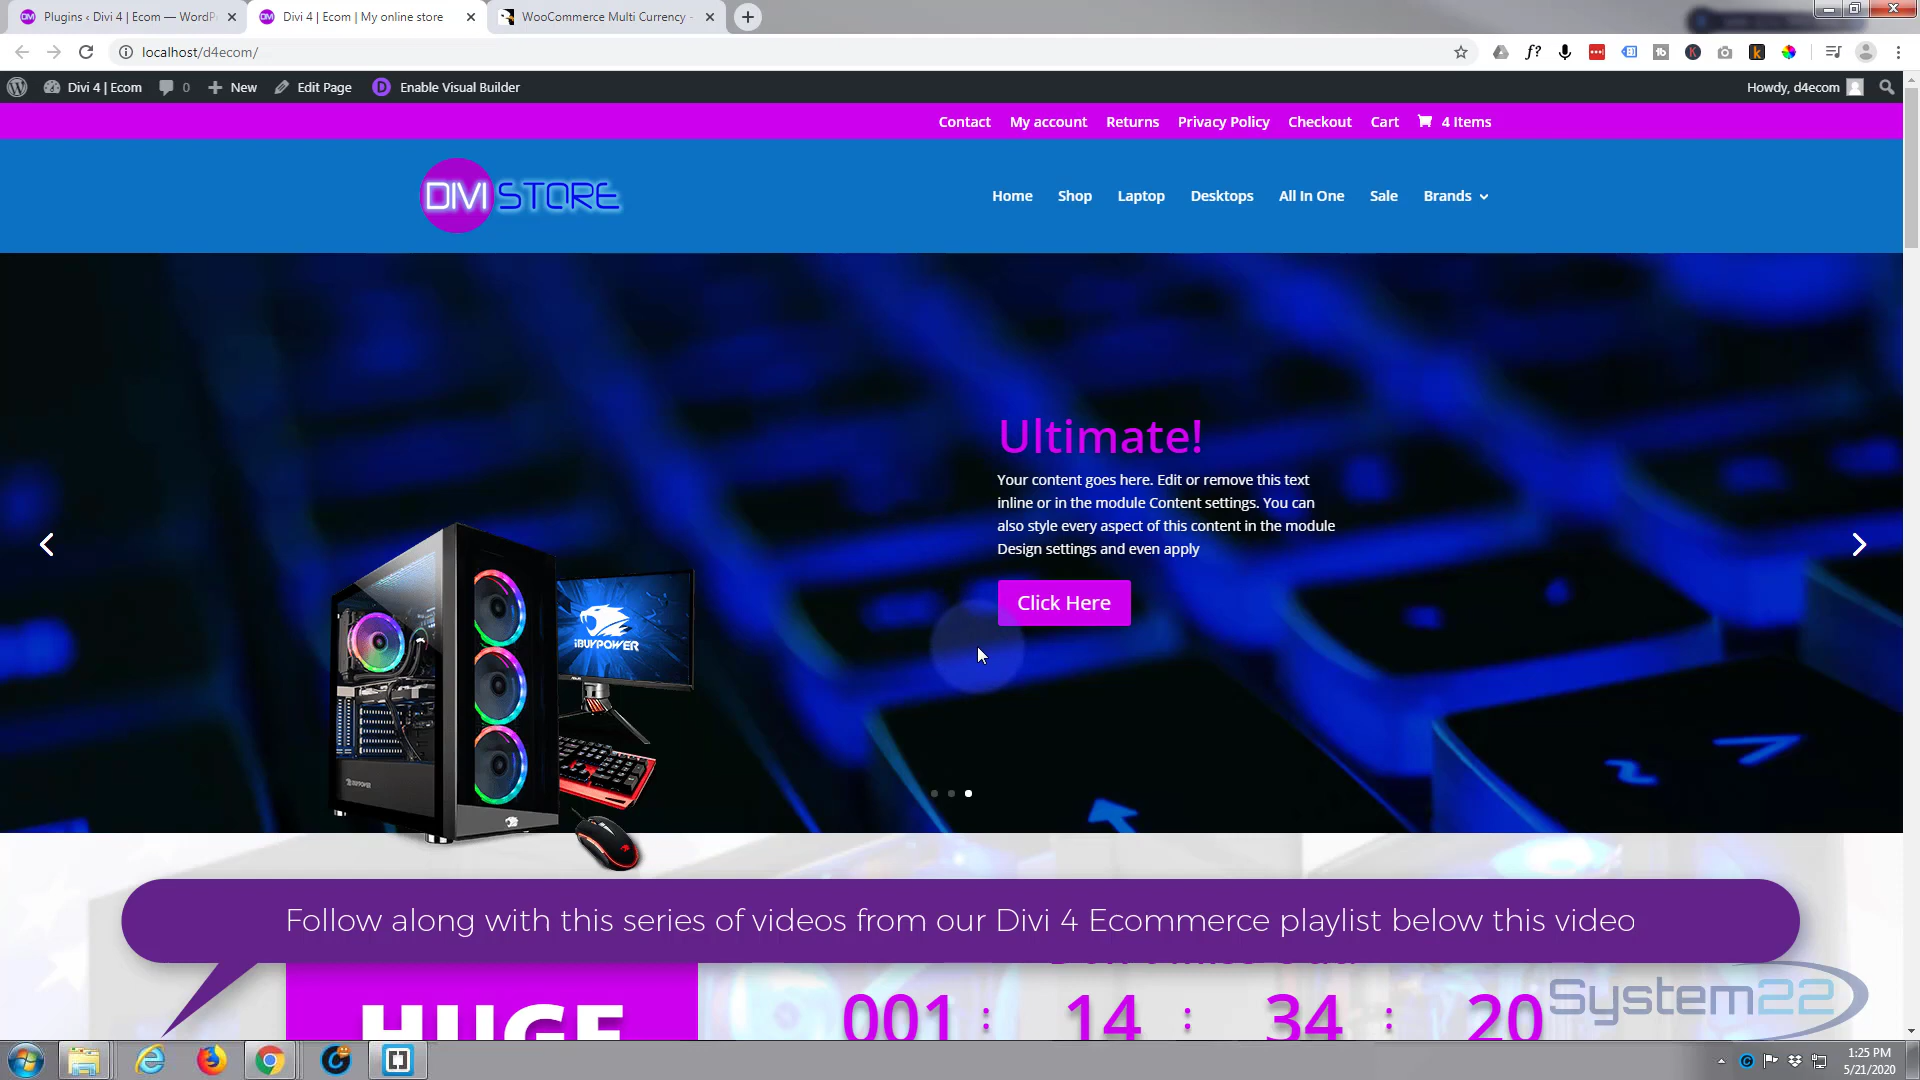 Plugins ‹ Divi 4 | Ecom — WordP
Divi 4 | Ecom | My online store
WooCommerce Multi Currency -
localhost/d4ecom/
Divi 4 | Ecom
0
New
Edit Page
Enable Visual Builder
Howdy, d4ecom
Contact
My account
Returns
Privacy Policy
Checkout
Cart
4 Items
DIVI STORE
Home
Shop
Laptop
Desktops
All In One
Sale
Brands
Ultimate!
Your content goes here. Edit or remove this text
inline or in the module Content settings. You can
also style every aspect of this content in the module
Design settings and even apply
Click Here
iBUYPOWER
Follow along with this series of videos from our Divi 4 Ecommerce playlist below this video
HUGE
001 : 14 : 34 : 20
System22
1:25 PM
5/21/2020